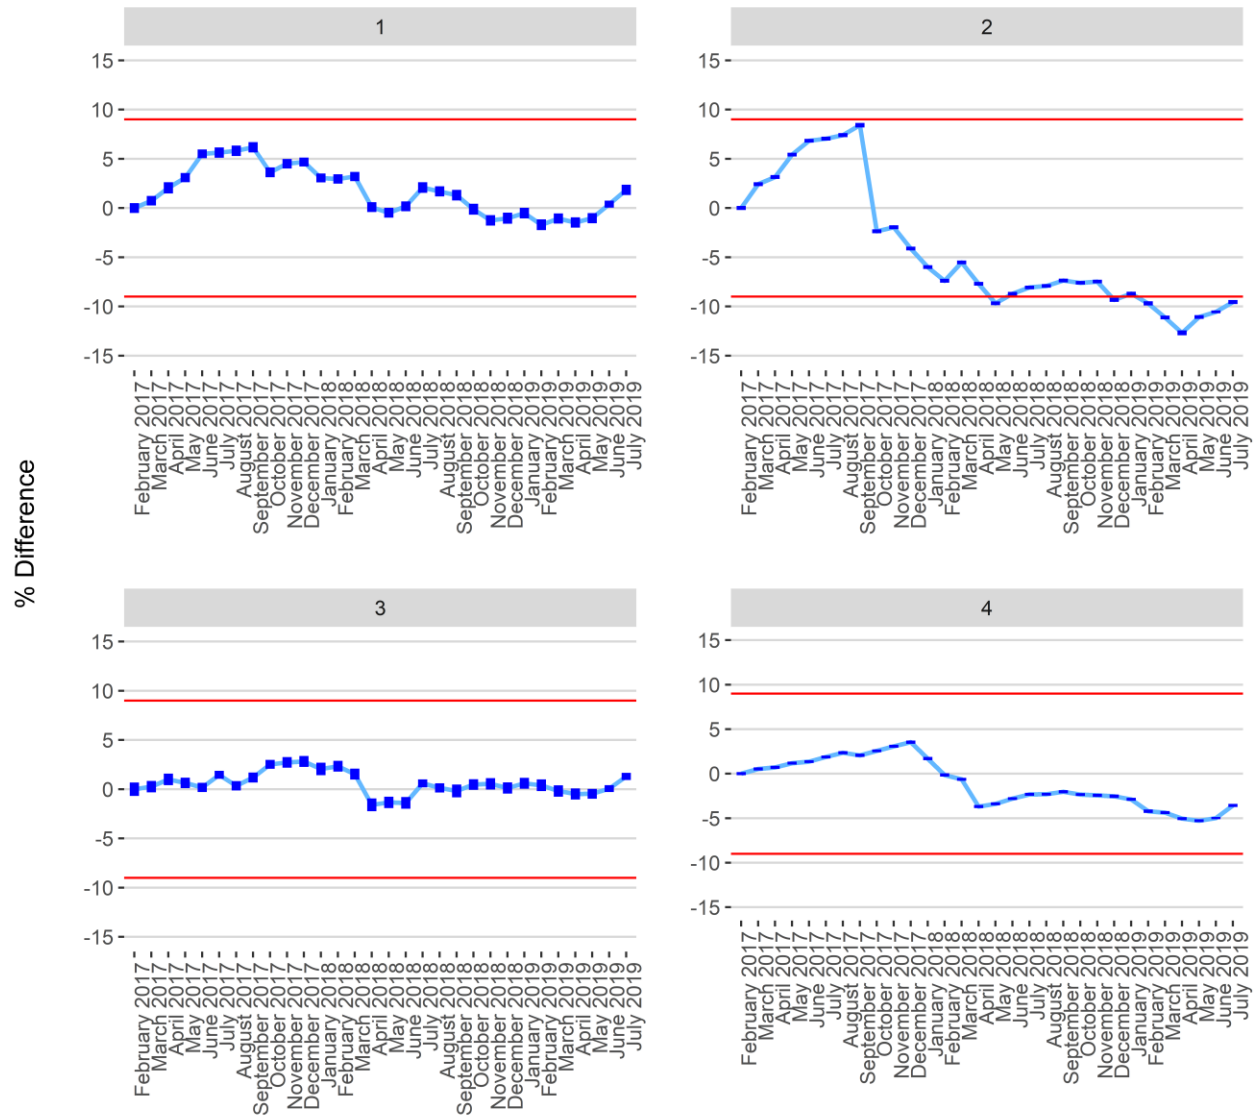 % Difference
1
15
10
5
0
-5
-10
-15
February 2017
March 2017
April 2017
May 2017
June 2017
July 2017
August 2017
September 2017
October 2017
November 2017
December 2017
January 2018
February 2018
March 2018
April 2018
May 2018
June 2018
July 2018
August 2018
September 2018
October 2018
November 2018
December 2018
January 2019
February 2019
March 2019
April 2019
May 2019
June 2019
July 2019
2
15
10
5
0
-5
-10
-15
February 2017
March 2017
April 2017
May 2017
June 2017
July 2017
August 2017
September 2017
October 2017
November 2017
December 2017
January 2018
February 2018
March 2018
April 2018
May 2018
June 2018
July 2018
August 2018
September 2018
October 2018
November 2018
December 2018
January 2019
February 2019
March 2019
April 2019
May 2019
June 2019
July 2019
3
15
10
5
0
-5
-10
-15
February 2017
March 2017
April 2017
May 2017
June 2017
July 2017
August 2017
September 2017
October 2017
November 2017
December 2017
January 2018
February 2018
March 2018
April 2018
May 2018
June 2018
July 2018
August 2018
September 2018
October 2018
November 2018
December 2018
January 2019
February 2019
March 2019
April 2019
May 2019
June 2019
July 2019
4
15
10
5
0
-5
-10
-15
February 2017
March 2017
April 2017
May 2017
June 2017
July 2017
August 2017
September 2017
October 2017
November 2017
December 2017
January 2018
February 2018
March 2018
April 2018
May 2018
June 2018
July 2018
August 2018
September 2018
October 2018
November 2018
December 2018
January 2019
February 2019
March 2019
April 2019
May 2019
June 2019
July 2019